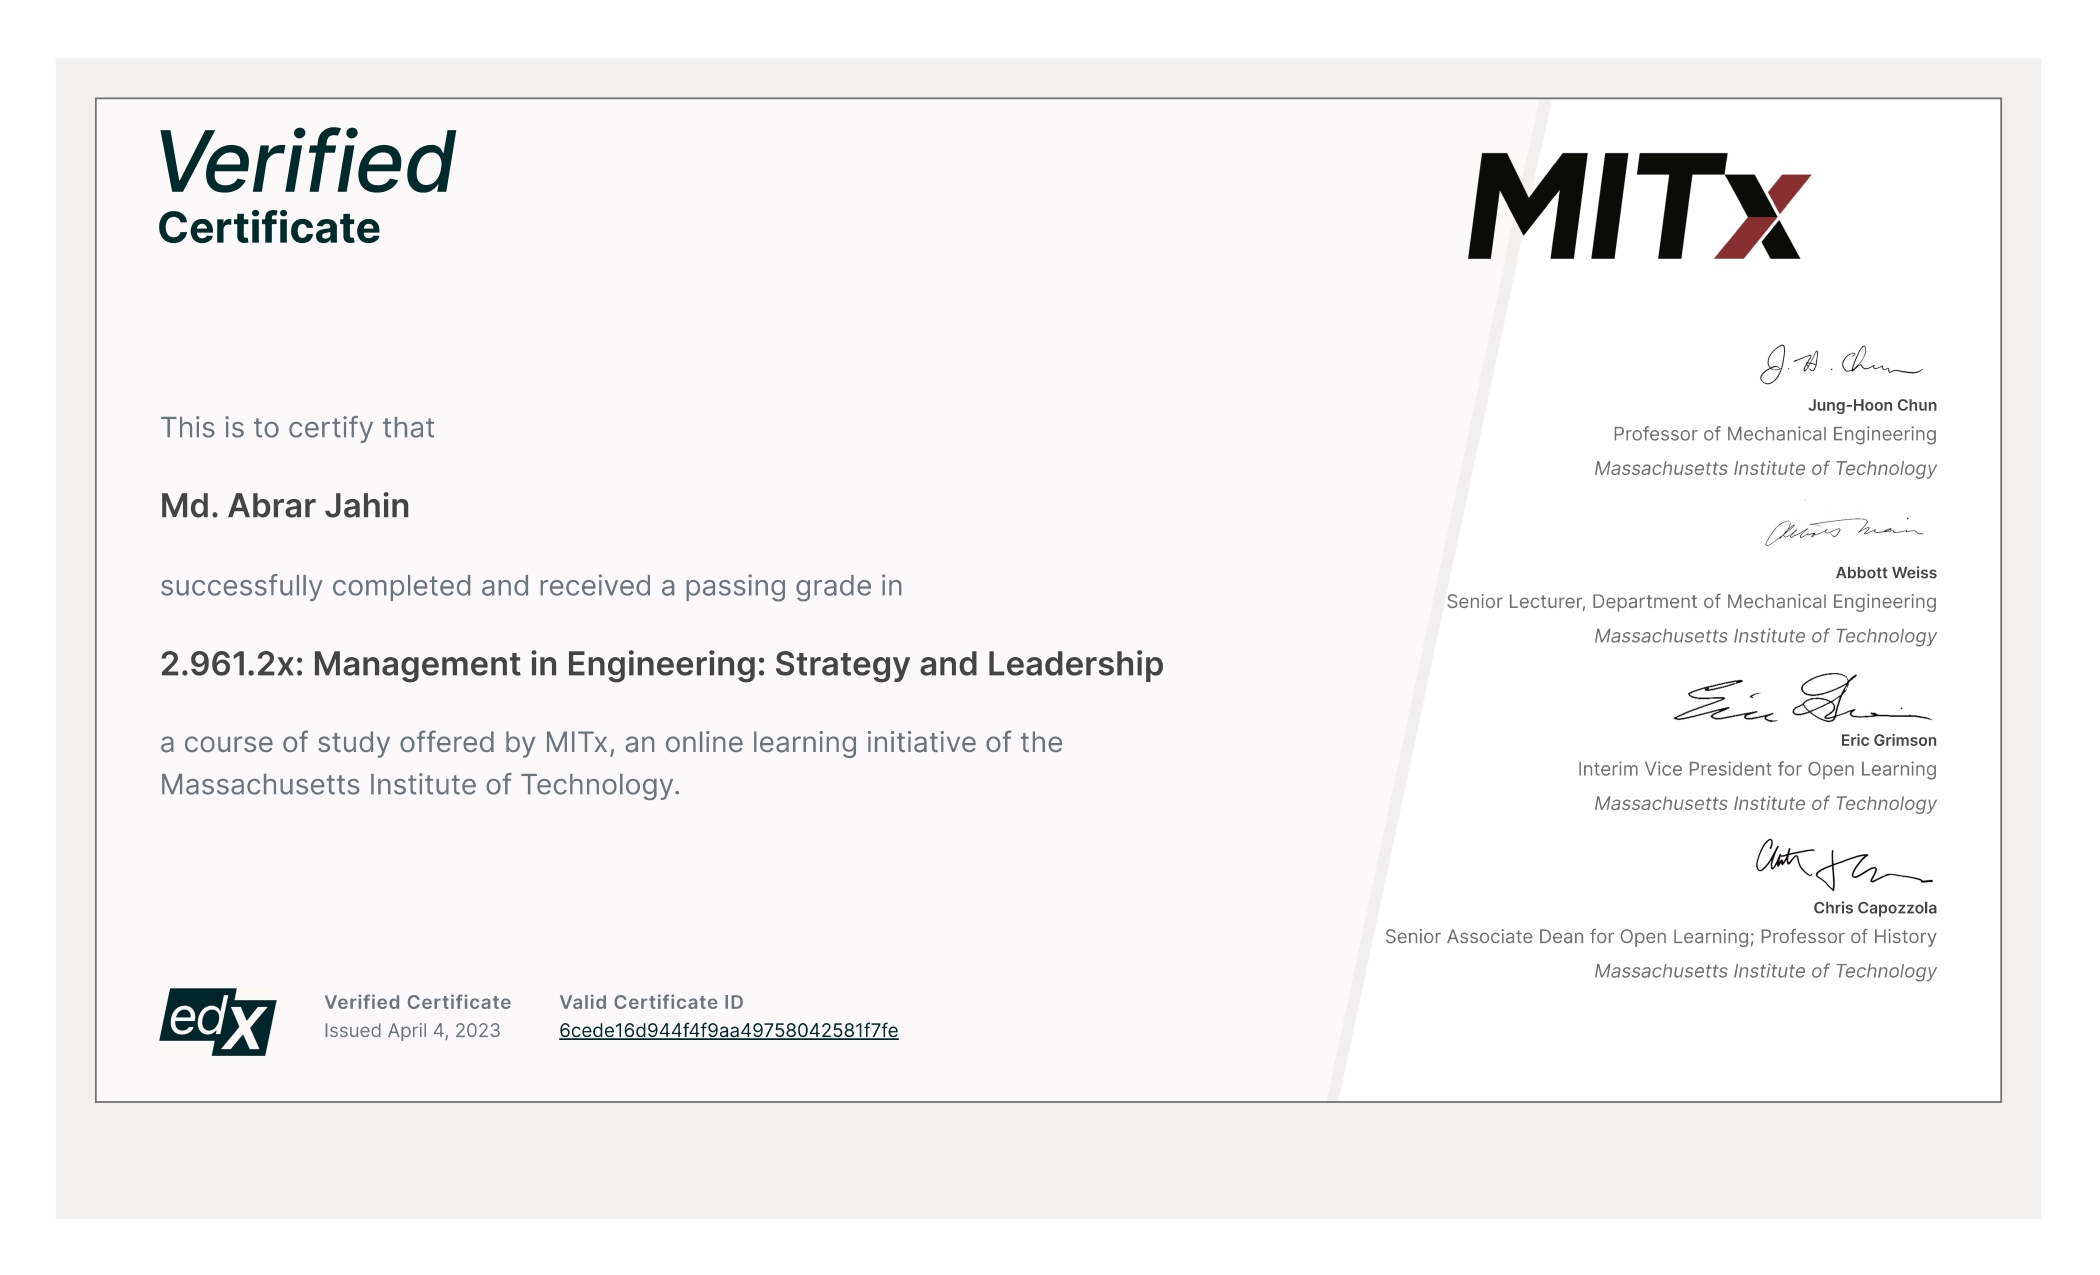 Verified
Certificate
MITx
This is to certify that
Md. Abrar Jahin
successfully completed and received a passing grade in
2.961.2x: Management in Engineering: Strategy and Leadership
a course of study offered by MITx, an online learning initiative of the
Massachusetts Institute of Technology.
edX
Verified Certificate
Issued April 4, 2023
Valid Certificate ID
6cede16d944f4f9aa49758042581f7fe
J. H. Chun
Jung-Hoon Chun
Professor of Mechanical Engineering
Massachusetts Institute of Technology
Abbott Weiss
Senior Lecturer, Department of Mechanical Engineering
Massachusetts Institute of Technology
Eric Grimson
Interim Vice President for Open Learning
Massachusetts Institute of Technology
Chris Capozzola
Senior Associate Dean for Open Learning; Professor of History
Massachusetts Institute of Technology